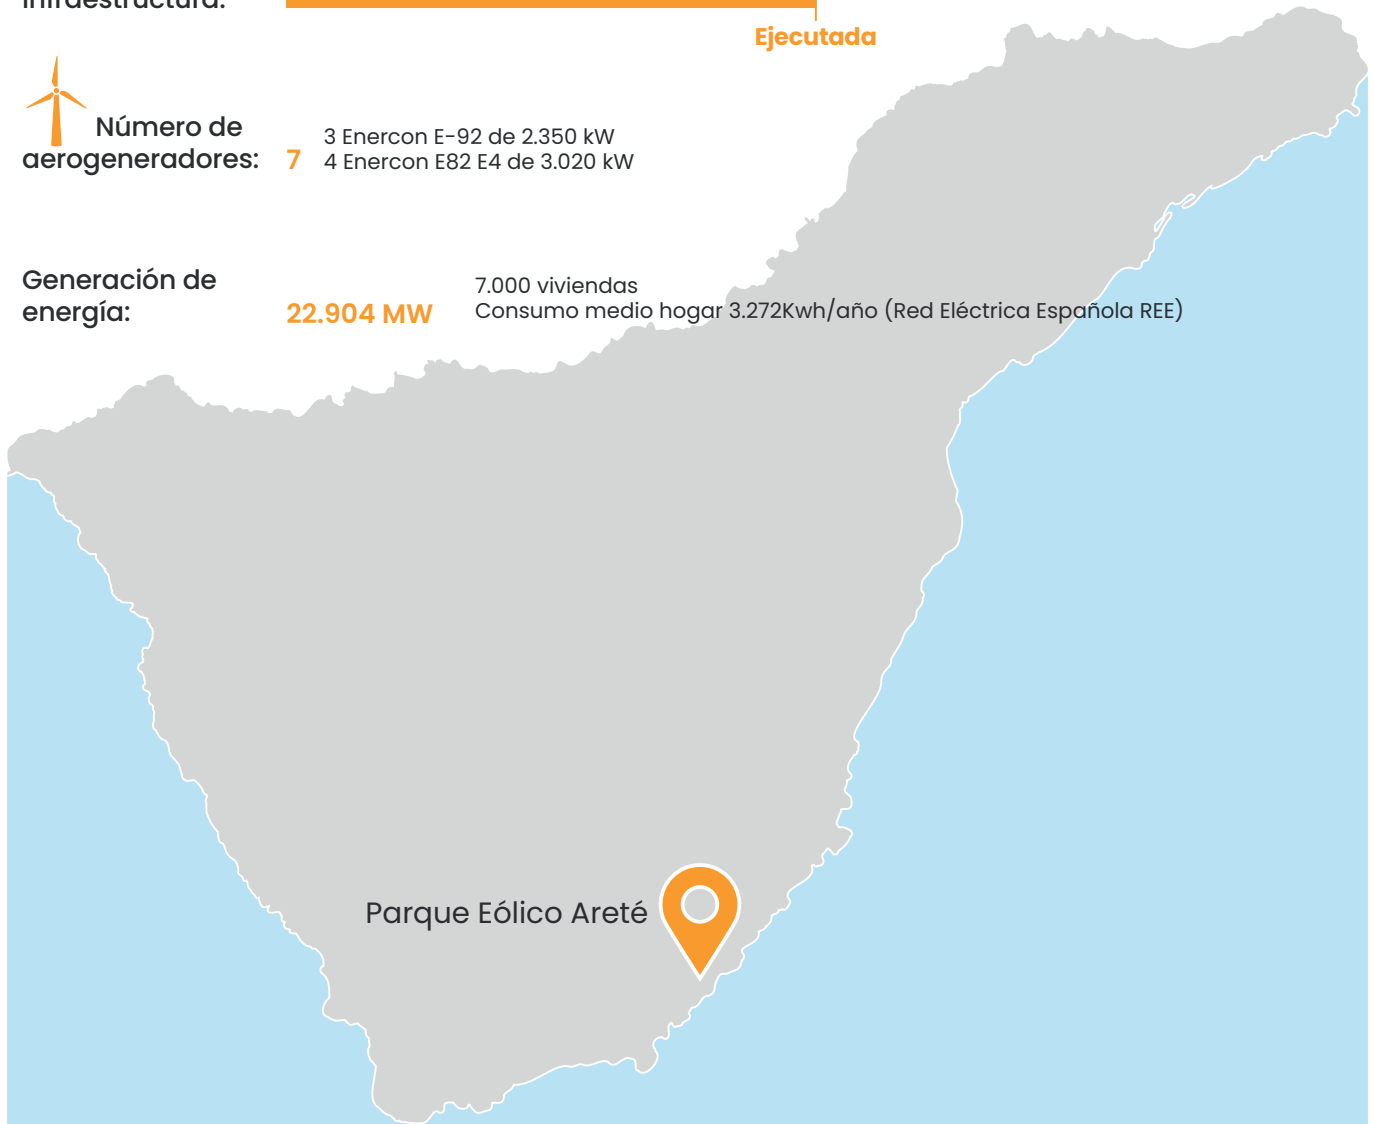 Infraestructura:
Ejecutada
Número de
aerogeneradores:
7
3 Enercon E-92 de 2.350 kW
4 Enercon E82 E4 de 3.020 kW
Generación de
energía:
22.904 MW
7.000 viviendas
Consumo medio hogar 3.272Kwh/año (Red Eléctrica Española REE)
Parque Eólico Areté